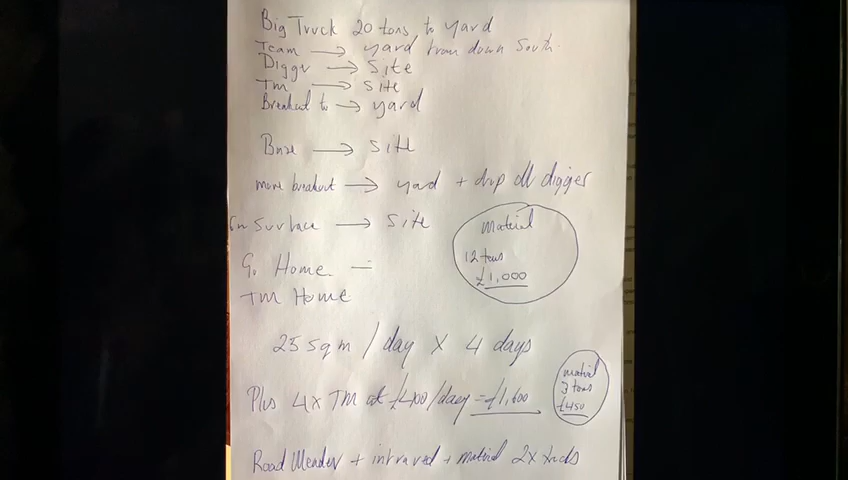 Big Truck 20 tons, to yard
Team → yard from down South.
Digger → Site
TM → Site
Breakout to → yard
Base → Site
more breakout → yard + drop off digger
Surface → Site
Go Home. =
TM Home
Material
12 tons
£1,000
25 sqm / day x 4 days
Plus 4x TM at £400/day = £1,600
material
3 tons
£450
Road Mender + infrared + material 2x trucks